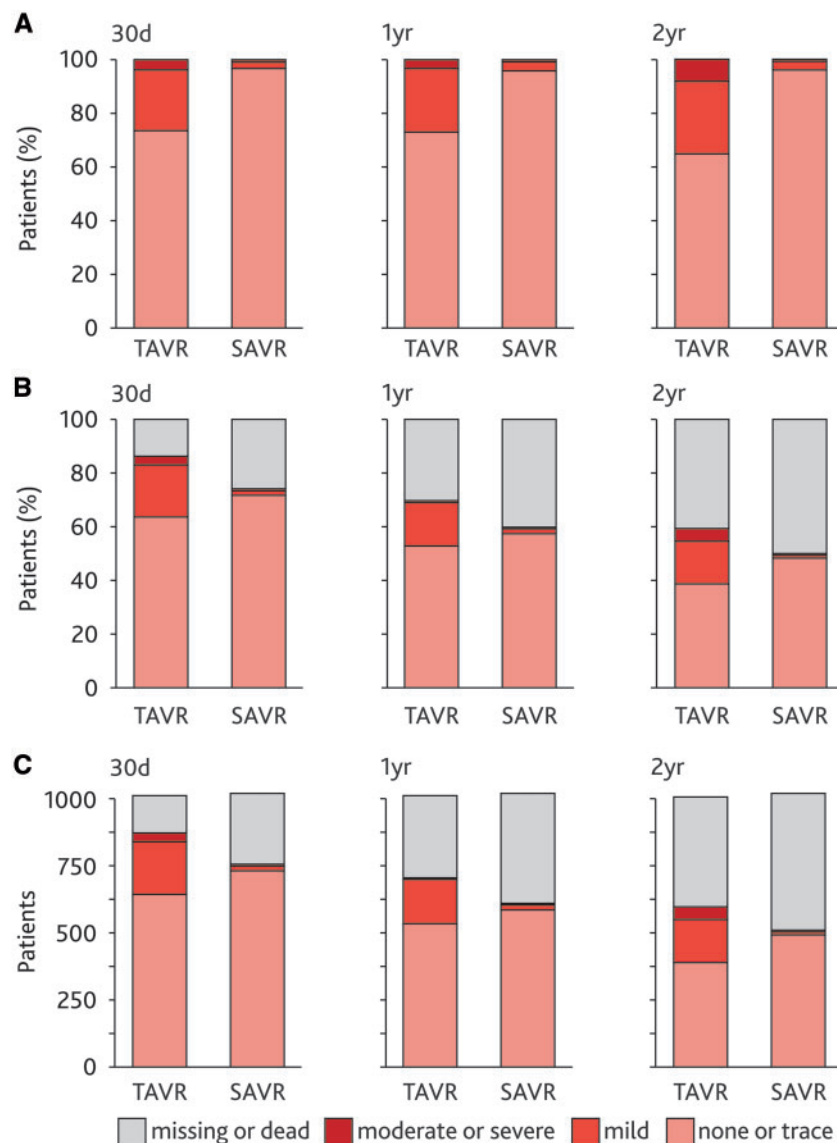 A
30d 1yr 2yr
100
80
60
40
20
0
Patients (%)
TAVR SAVR TAVR SAVR TAVR SAVR
B
30d 1yr 2yr
100
80
60
40
20
0
Patients (%)
TAVR SAVR TAVR SAVR TAVR SAVR
C
30d 1yr 2yr
1000
750
500
250
0
Patients
TAVR SAVR TAVR SAVR TAVR SAVR
missing or dead moderate or severe mild none or trace